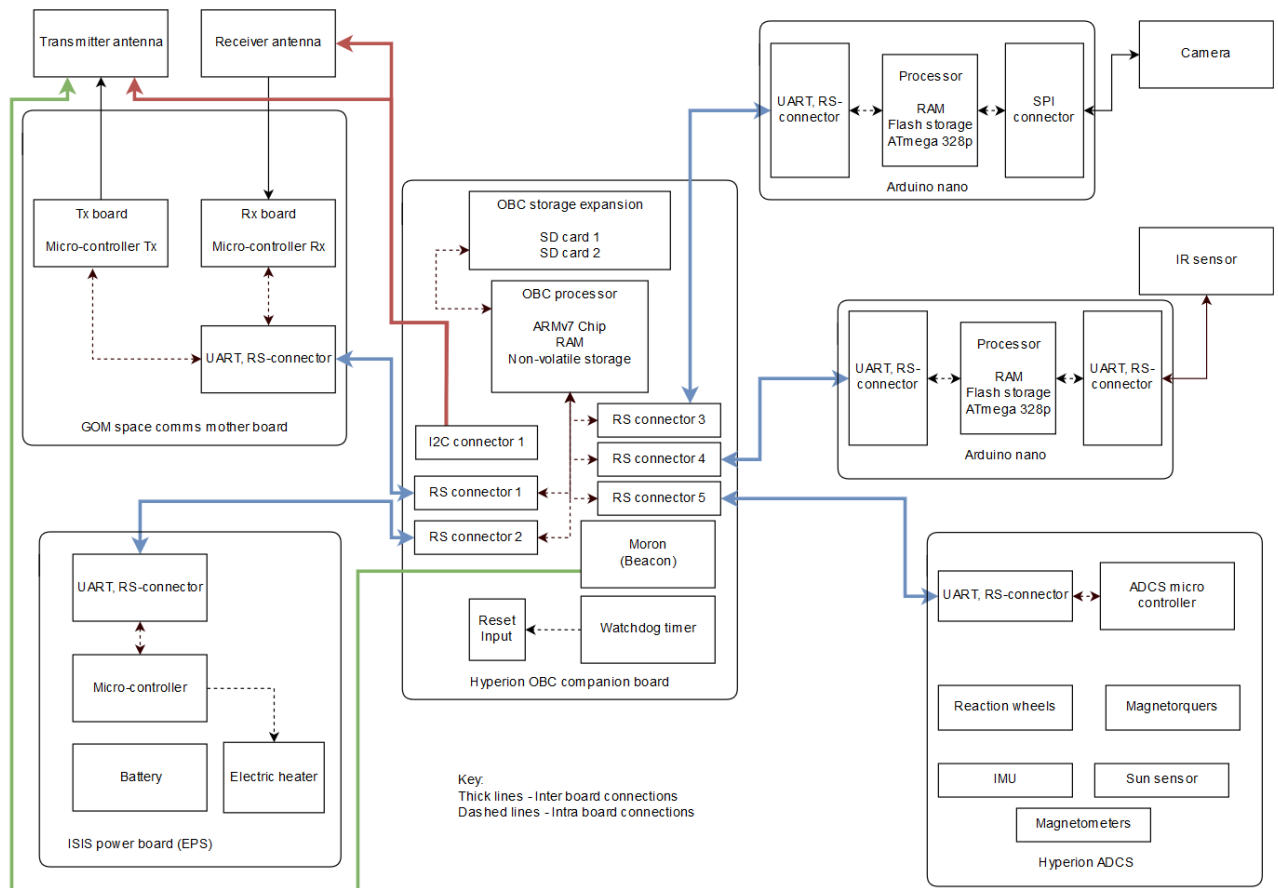 Transmitter antenna
Receiver antenna
Tx board
Micro-controller Tx
Rx board
Micro-controller Rx
UART, RS-connector
GOM space comms mother board
UART, RS-connector
Micro-controller
Battery
Electric heater
ISIS power board (EPS)
OBC storage expansion
SD card 1
SD card 2
OBC processor
ARMv7 Chip
RAM
Non-volatile storage
I2C connector 1
RS connector 1
RS connector 2
RS connector 3
RS connector 4
RS connector 5
Moron
(Beacon)
Reset
Input
Watchdog timer
Hyperion OBC companion board
Key:
Thick lines - Inter board connections
Dashed lines - Intra board connections
UART, RS-
connector
Processor
RAM
Flash storage
ATmega 328p
SPI
connector
Arduino nano
Camera
IR sensor
UART, RS-
connector
Processor
RAM
Flash storage
ATmega 328p
UART, RS-
connector
Arduino nano
UART, RS-connector
ADCS micro
controller
Reaction wheels
Magnetorquers
IMU
Sun sensor
Magnetometers
Hyperion ADCS